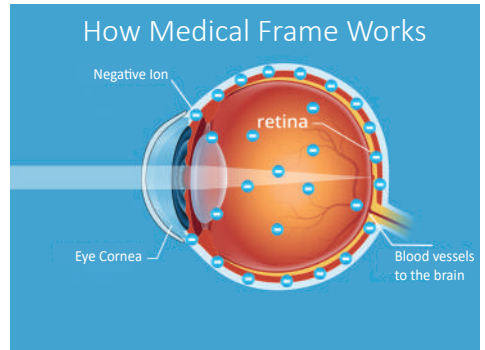 How Medical Frame Works
Negative Ion
retina
Eye Cornea
Blood vessels
to the brain